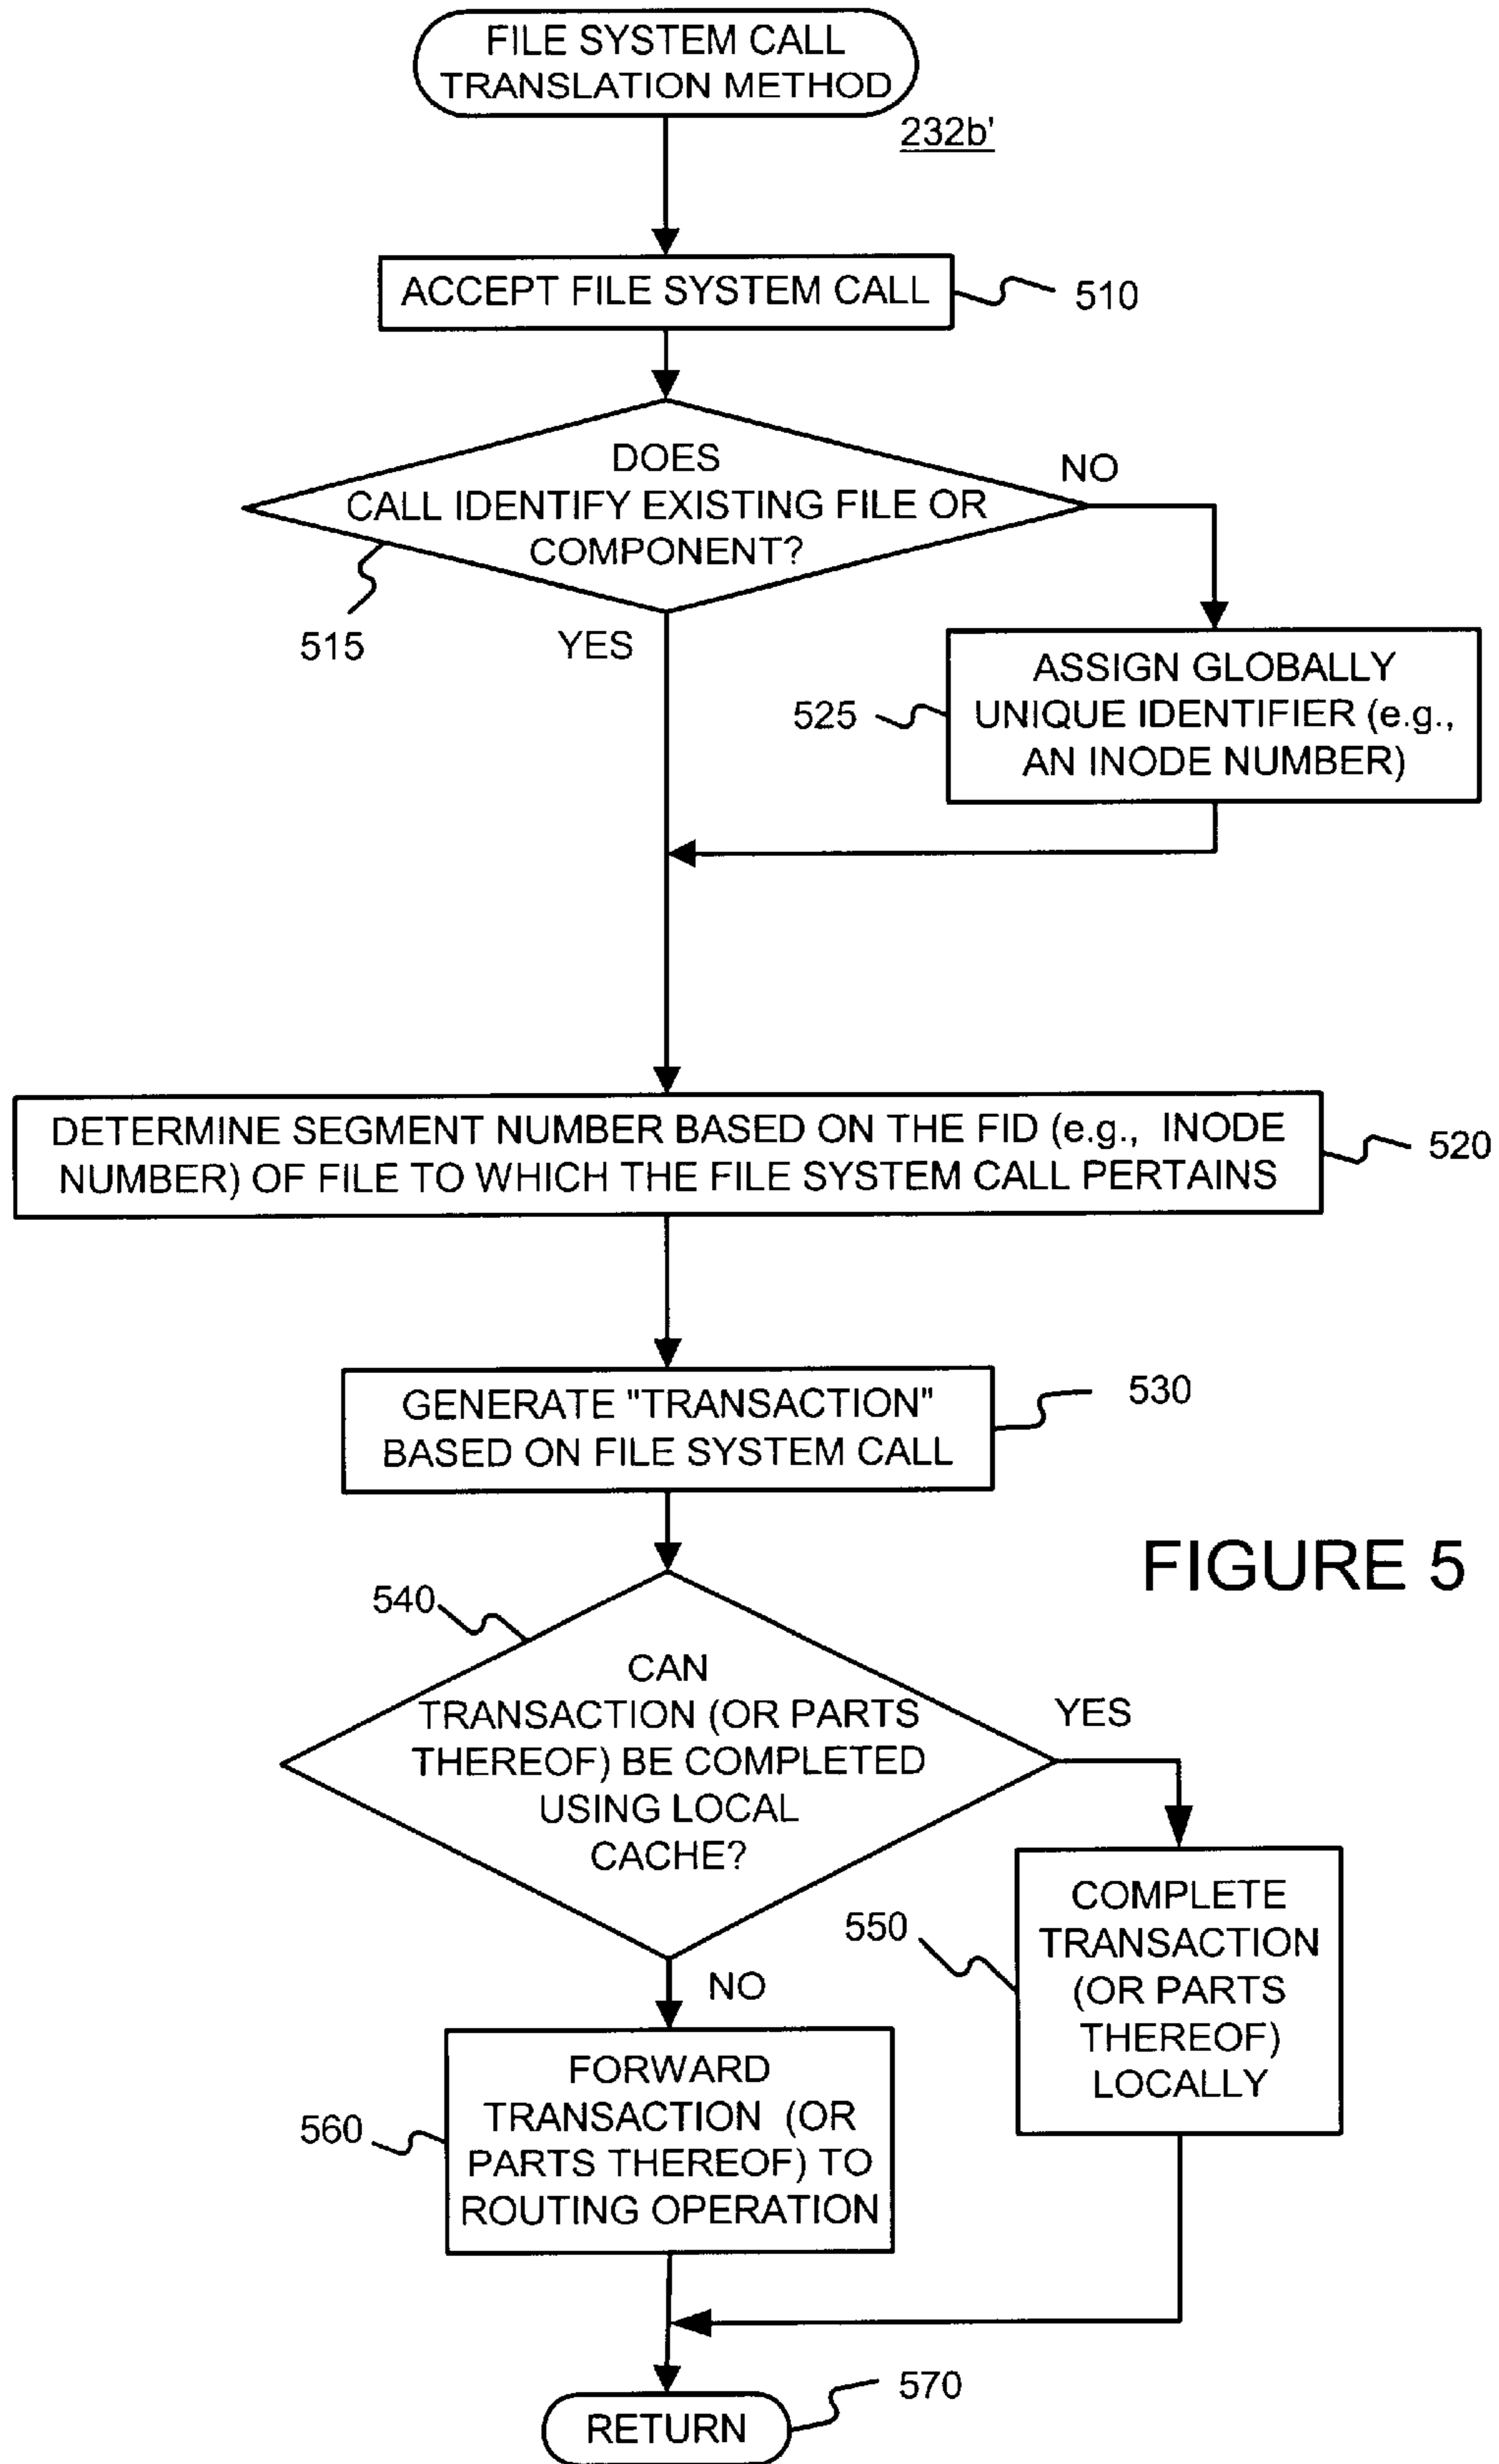 FILE SYSTEM CALL
TRANSLATION METHOD
232b'
ACCEPT FILE SYSTEM CALL
510
DOES
CALL IDENTIFY EXISTING FILE OR
COMPONENT?
NO
515
YES
ASSIGN GLOBALLY
UNIQUE IDENTIFIER (e.g.,
AN INODE NUMBER)
525
DETERMINE SEGMENT NUMBER BASED ON THE FID (e.g., INODE
NUMBER) OF FILE TO WHICH THE FILE SYSTEM CALL PERTAINS
520
GENERATE "TRANSACTION"
BASED ON FILE SYSTEM CALL
530
FIGURE 5
540
CAN
TRANSACTION (OR PARTS
THEREOF) BE COMPLETED
USING LOCAL
CACHE?
YES
COMPLETE
TRANSACTION
(OR PARTS
THEREOF)
LOCALLY
550
NO
FORWARD
TRANSACTION (OR
PARTS THEREOF) TO
ROUTING OPERATION
560
RETURN
570